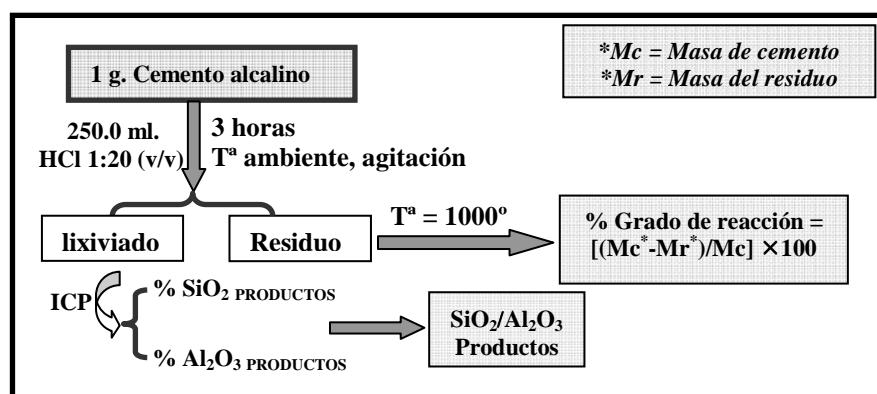 1 g. Cemento alcalino
*Mc = Masa de cemento
*Mr = Masa del residuo
250.0 ml.
HCl 1:20 (v/v)
3 horas
Tª ambiente, agitación
lixiviado
Residuo
Tª = 1000º
% Grado de reacción =
[(Mc*-Mr*)/Mc] ×100
ICP
% SiO₂ PRODUCTOS
% Al₂O₃ PRODUCTOS
SiO₂/Al₂O₃
Productos